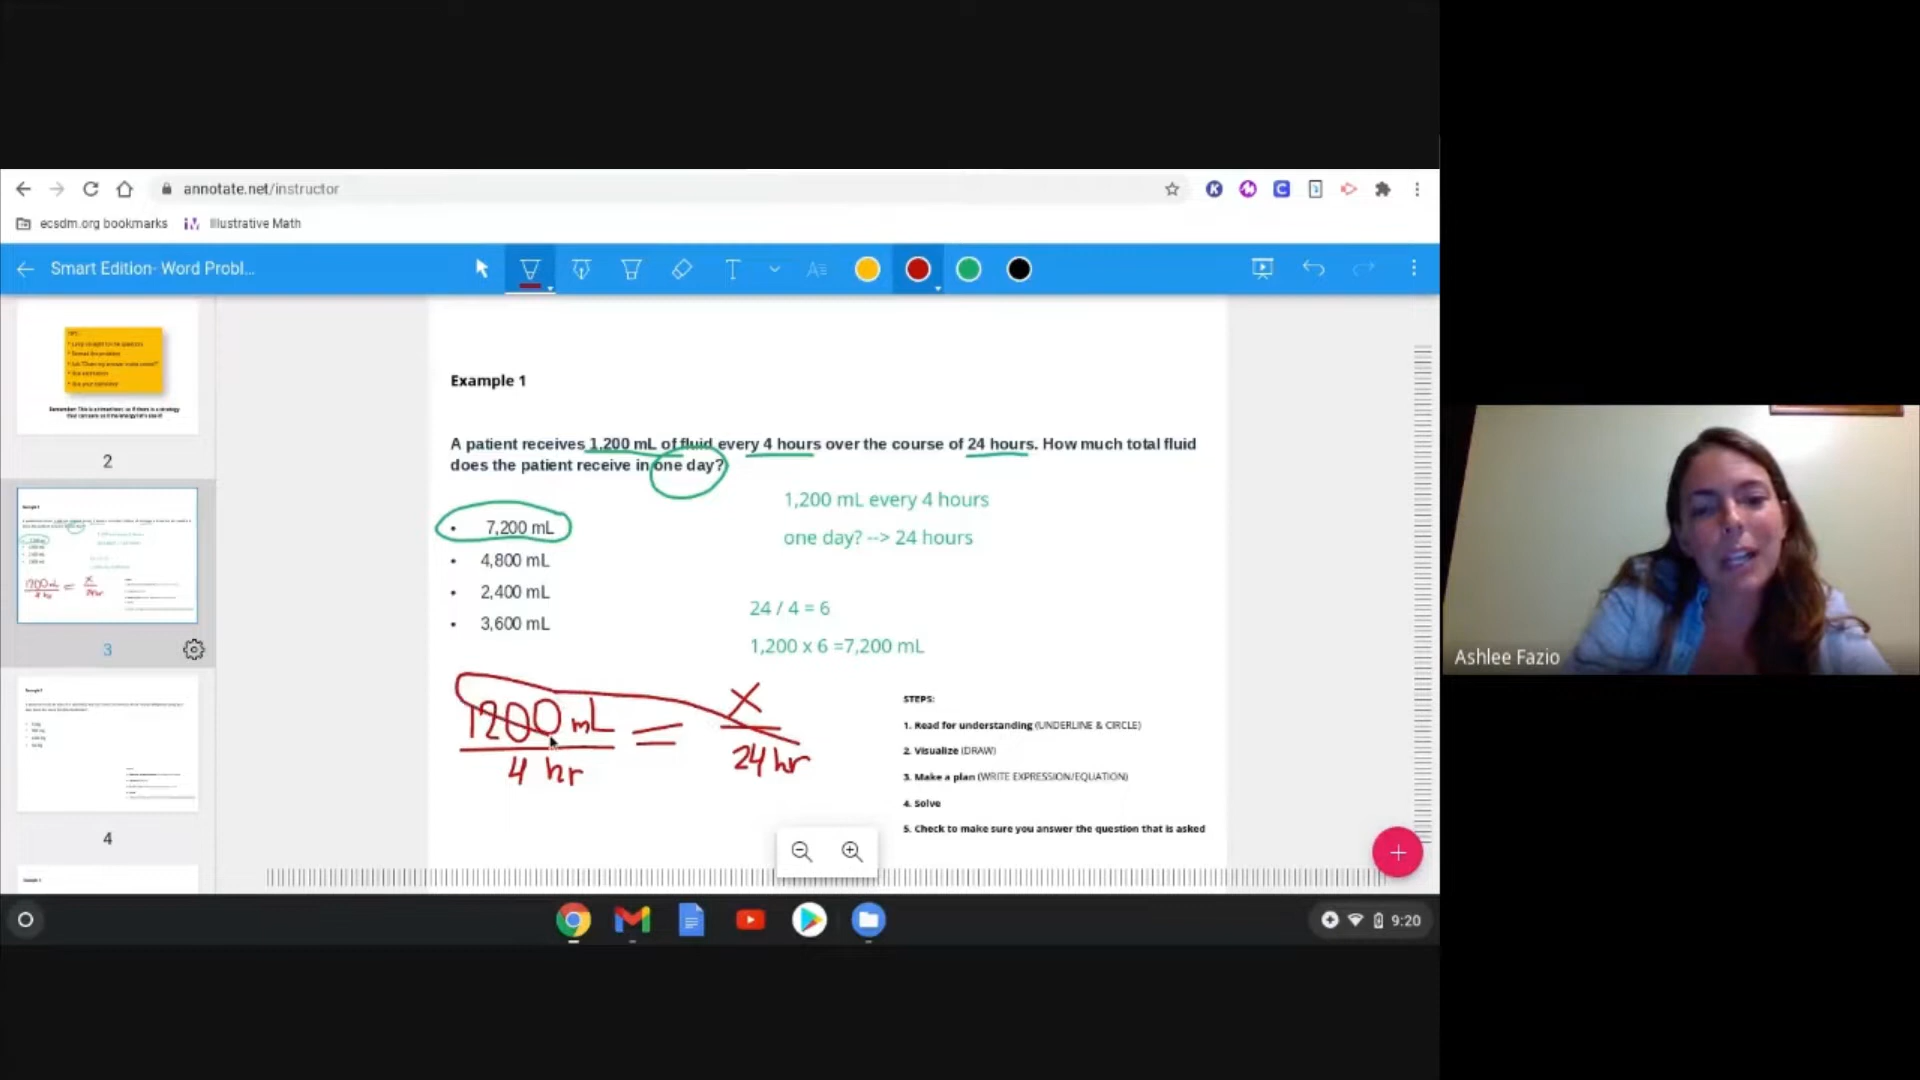 annotate.net/instructor
ecsdm.org bookmarks
Illustrative Math
Smart Edition- Word Probl...
2
3
4
Example 1
A patient receives 1,200 mL of fluid every 4 hours over the course of 24 hours. How much total fluid
does the patient receive in one day?
• 7,200 mL
• 4,800 mL
• 2,400 mL
• 3,600 mL
1,200 mL every 4 hours
one day? --> 24 hours
24 / 4 = 6
1,200 x 6 =7,200 mL
1200 mL = x
4 hr 24 hr
STEPS:
1. Read for understanding (UNDERLINE & CIRCLE)
2. Visualize (DRAW)
3. Make a plan (WRITE EXPRESSION/EQUATION)
4. Solve
5. Check to make sure you answer the question that is asked
9:20
Ashlee Fazio